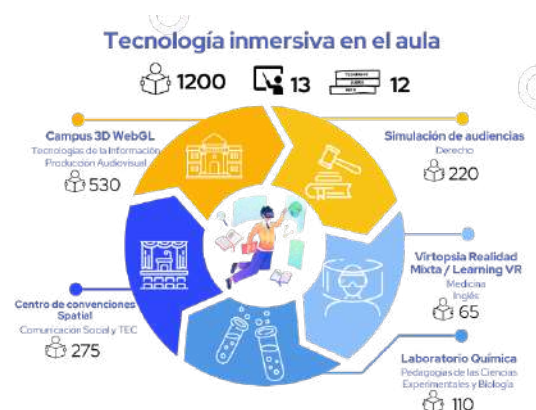 Tecnología inmersiva en el aula
1200 13 12
Campus 3D WebGL
Tecnologías de la Información
Producción Audiovisual
530
Simulación de audiencias
Derecho
220
Virtopsia Realidad
Mixta / Learning VR
Medicina
Inglés
65
Centro de convenciones
Spatial
Comunicación Social y TEC
275
Laboratorio Química
Pedagogías de las Ciencias
Experimentales y Biología
110